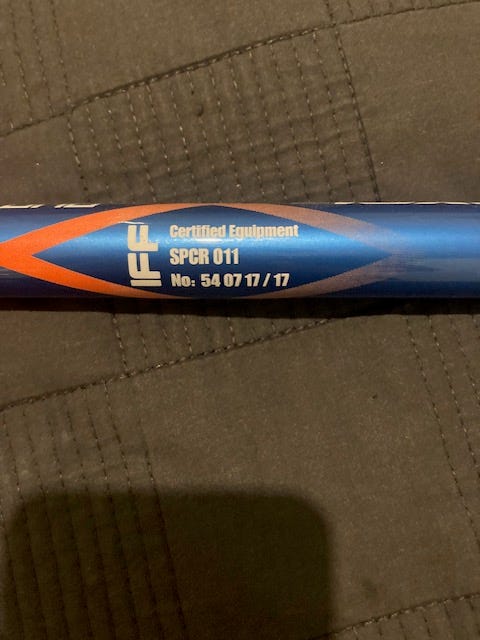 IFF
Certified Equipment
SPCR 011
No: 54 07 17 / 17